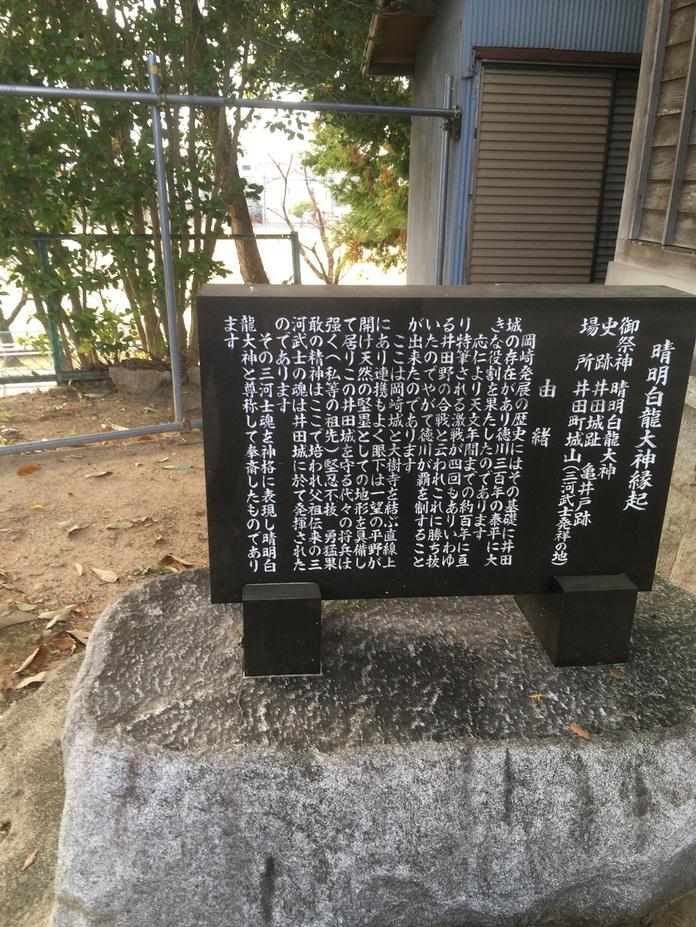 晴明白龍大神縁起
御祭神 晴明白龍大神
史跡 井田城趾 亀井戸跡
場所 井田町城山(三河武士発祥の地)
由緒
岡崎発展の歴史にはその基礎に井田
城の存在があり徳川三百年の泰平に大
きな役割を果たしたのであります
応仁より天文年間までの約百年に亘
り特筆される激戦が四回もありいわゆ
る井田野の合戦と云われこれに勝ち抜
いたのでやがて徳川が覇を制すること
が出来たのであります
ここは岡崎城と大樹寺を結ぶ直線上
にあり連携もよく眼下は一望の平野が
開け天然の堅塁としての地形を具備し
て居りこの井田城を守る代々の将兵は
強く(私等の祖先)堅忍不抜 勇猛果
敢の精神はここで培われ父祖伝来の三
河武士の魂は井田城に於て発揮された
のであります
その三河士魂を神格に表現し晴明白
龍大神と尊称して奉斎したものであり
ます